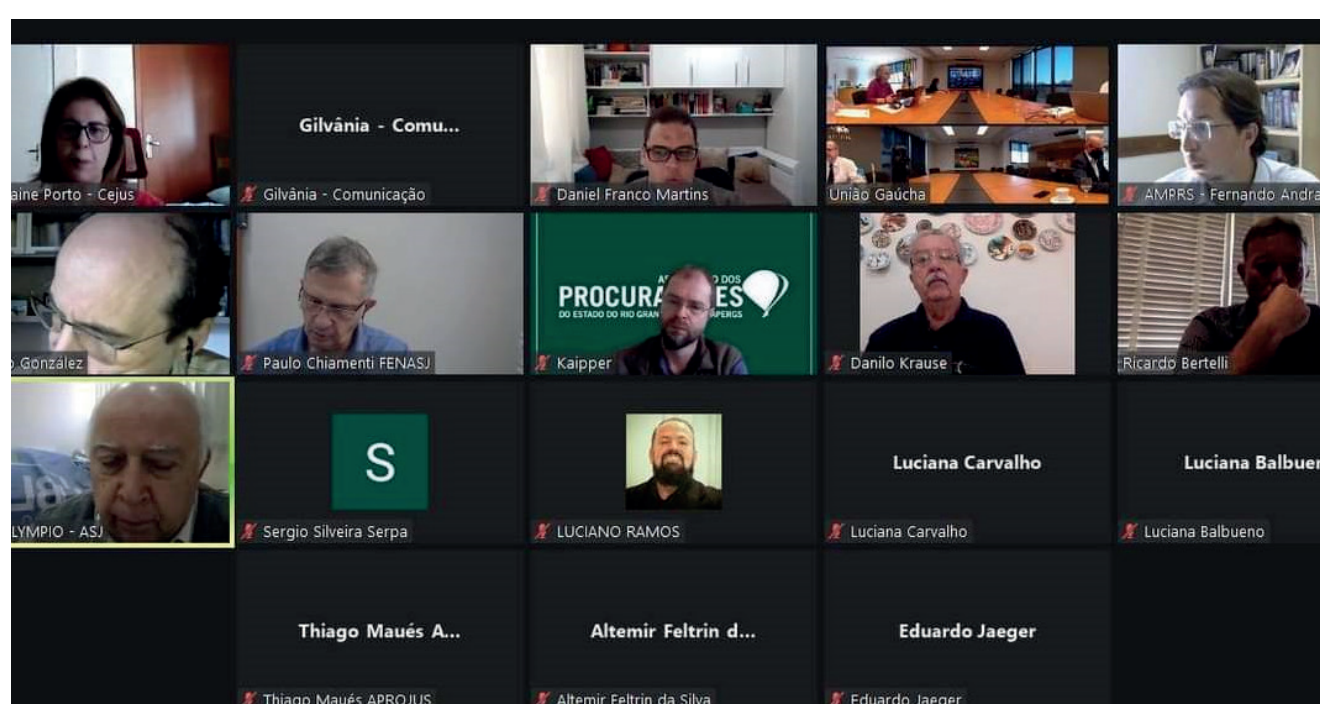 Gilvânia - Comu...
aine Porto - Cejus
Gilvânia - Comunicação
Daniel Franco Martins
União Gaúcha
AMPRS - Fernando Andra
PROCURA ES
DOS
DO ESTADO DO RIO GRAN APERGS
González
Paulo Chiamenti FENASJ
Kaipper
Danilo Krause
Ricardo Bertelli
S
Luciana Carvalho
Luciana Balbuen
LYMPIO - ASJ
Sergio Silveira Serpa
LUCIANO RAMOS
Luciana Carvalho
Luciana Balbueno
Thiago Maués A...
Altemir Feltrin d...
Eduardo Jaeger
Thiago Maués APROJUS
Altemir Feltrin da Silva
Eduardo Jaeger